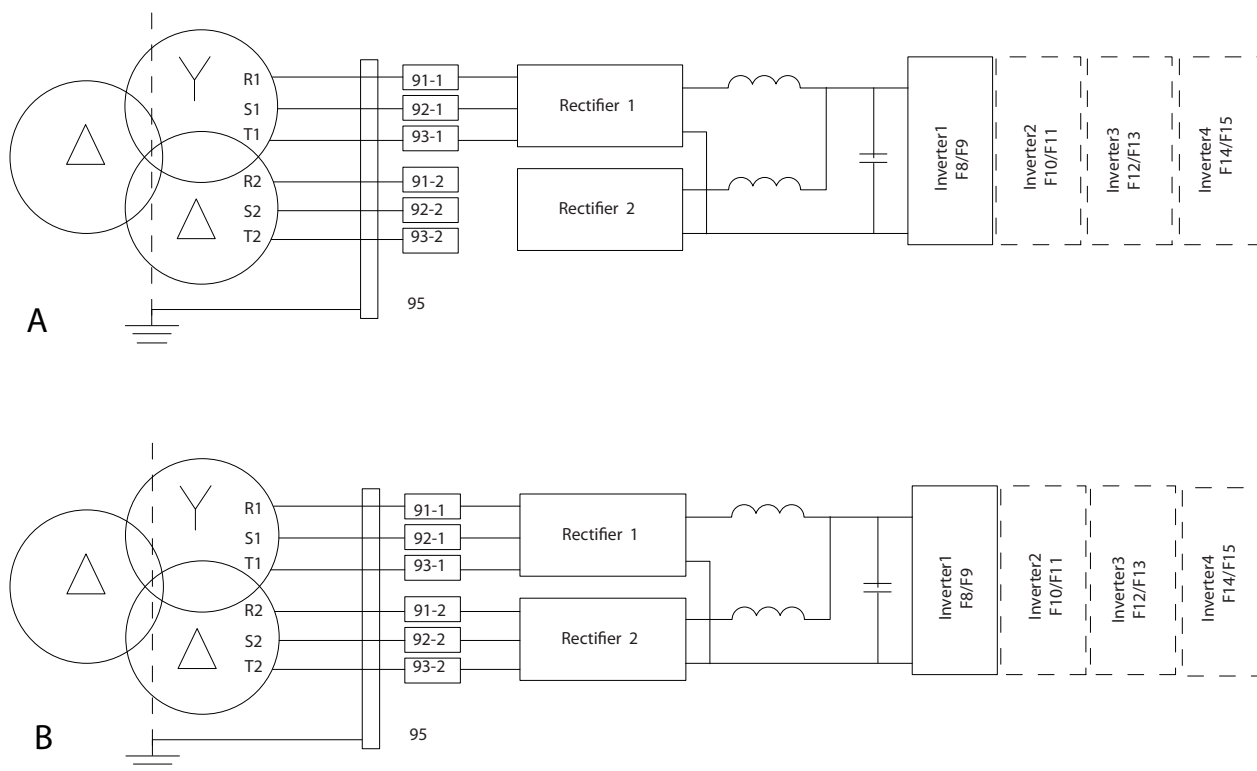 R1
91-1
S1
92-1
Rectifier 1
T1
93-1
R2
91-2
S2
92-2
Rectifier 2
T2
93-2
95
A
Inverter1
F8/F9
Inverter2
F10/F11
Inverter3
F12/F13
Inverter4
F14/F15
R1
91-1
S1
92-1
Rectifier 1
T1
93-1
R2
91-2
S2
92-2
Rectifier 2
T2
93-2
95
B
Inverter1
F8/F9
Inverter2
F10/F11
Inverter3
F12/F13
Inverter4
F14/F15